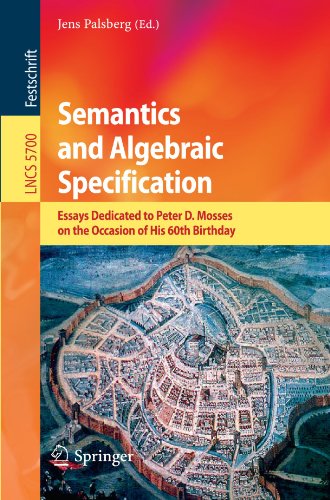 Jens Palsberg (Ed.)
Festschrift
LNCS 5700
Semantics
and Algebraic
Specification
Essays Dedicated to Peter D. Mosses
on the Occasion of His 60th Birthday
Springer